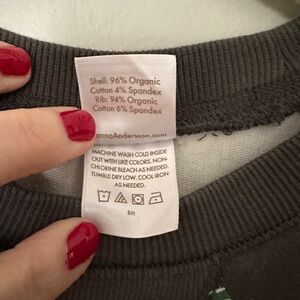 Shell: 96% Organic
Cotton 4% Spandex
Rib: 94% Organic
Cotton 6% Spandex
annaAndersson.com
MACHINE WASH COLD INSIDE
OUT WITH LIKE COLORS. NON-
CHLORINE BLEACH AS NEEDED.
TUMBLE DRY LOW. COOL IRON
AS NEEDED.
BH